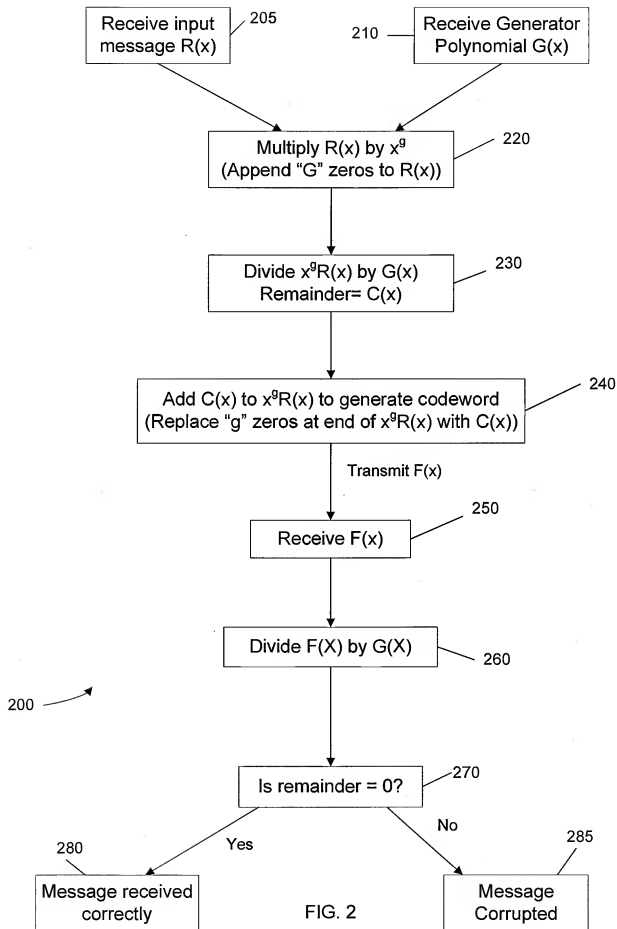 Receive input
message R(x)
205
210
Receive Generator
Polynomial G(x)
Multiply R(x) by x^g
(Append “G” zeros to R(x))
220
Divide x^gR(x) by G(x)
Remainder= C(x)
230
Add C(x) to x^gR(x) to generate codeword
(Replace “g” zeros at end of x^gR(x) with C(x))
240
Transmit F(x)
250
Receive F(x)
Divide F(X) by G(X)
260
200
Is remainder = 0?
270
Yes
No
280
285
Message received
correctly
Message
Corrupted
FIG. 2